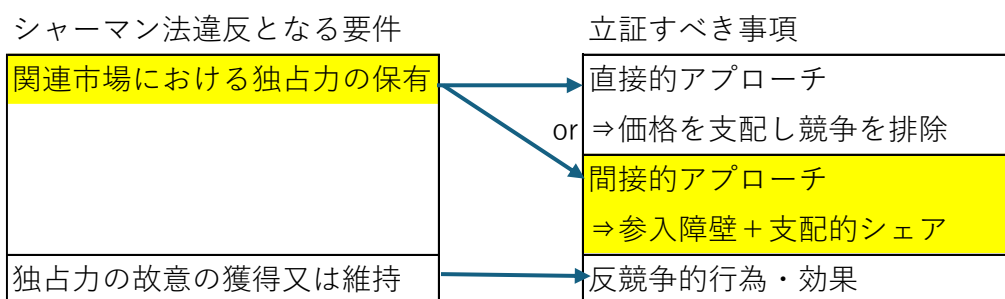 シャーマン法違反となる要件
立証すべき事項
関連市場における独占力の保有
直接的アプローチ
or
⇒価格を支配し競争を排除
間接的アプローチ
⇒参入障壁＋支配的シェア
独占力の故意の獲得又は維持
反競争的行為・効果